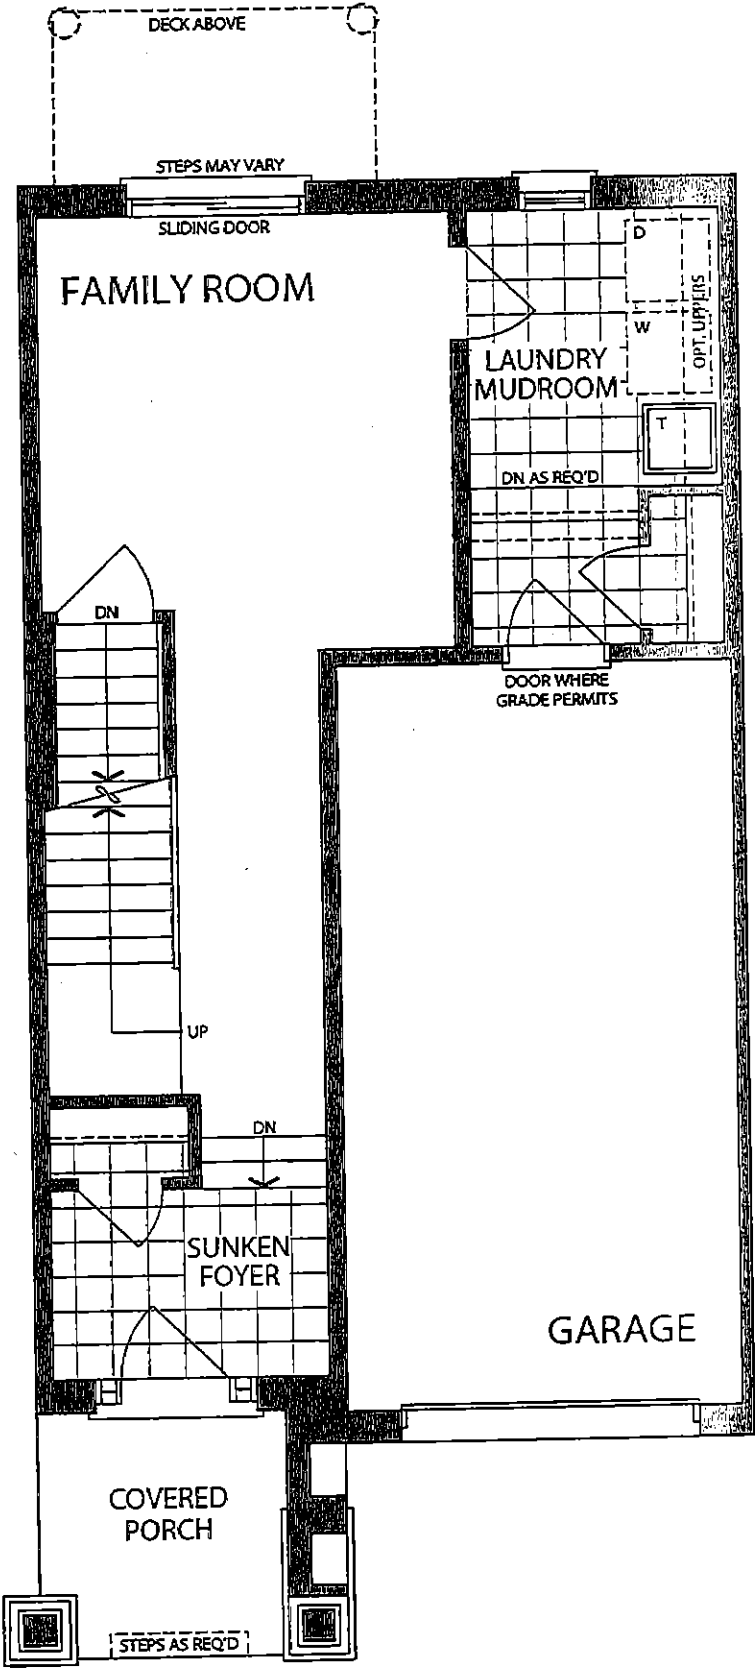 DECK ABOVE
STEPS MAY VARY
SLIDING DOOR
FAMILY ROOM
D
W
OPT. UPPERS
LAUNDRY
MUDROOM
T
DN AS REQ'D
DN
DOOR WHERE
GRADE PERMITS
UP
DN
SUNKEN
FOYER
GARAGE
COVERED
PORCH
STEPS AS REQ'D